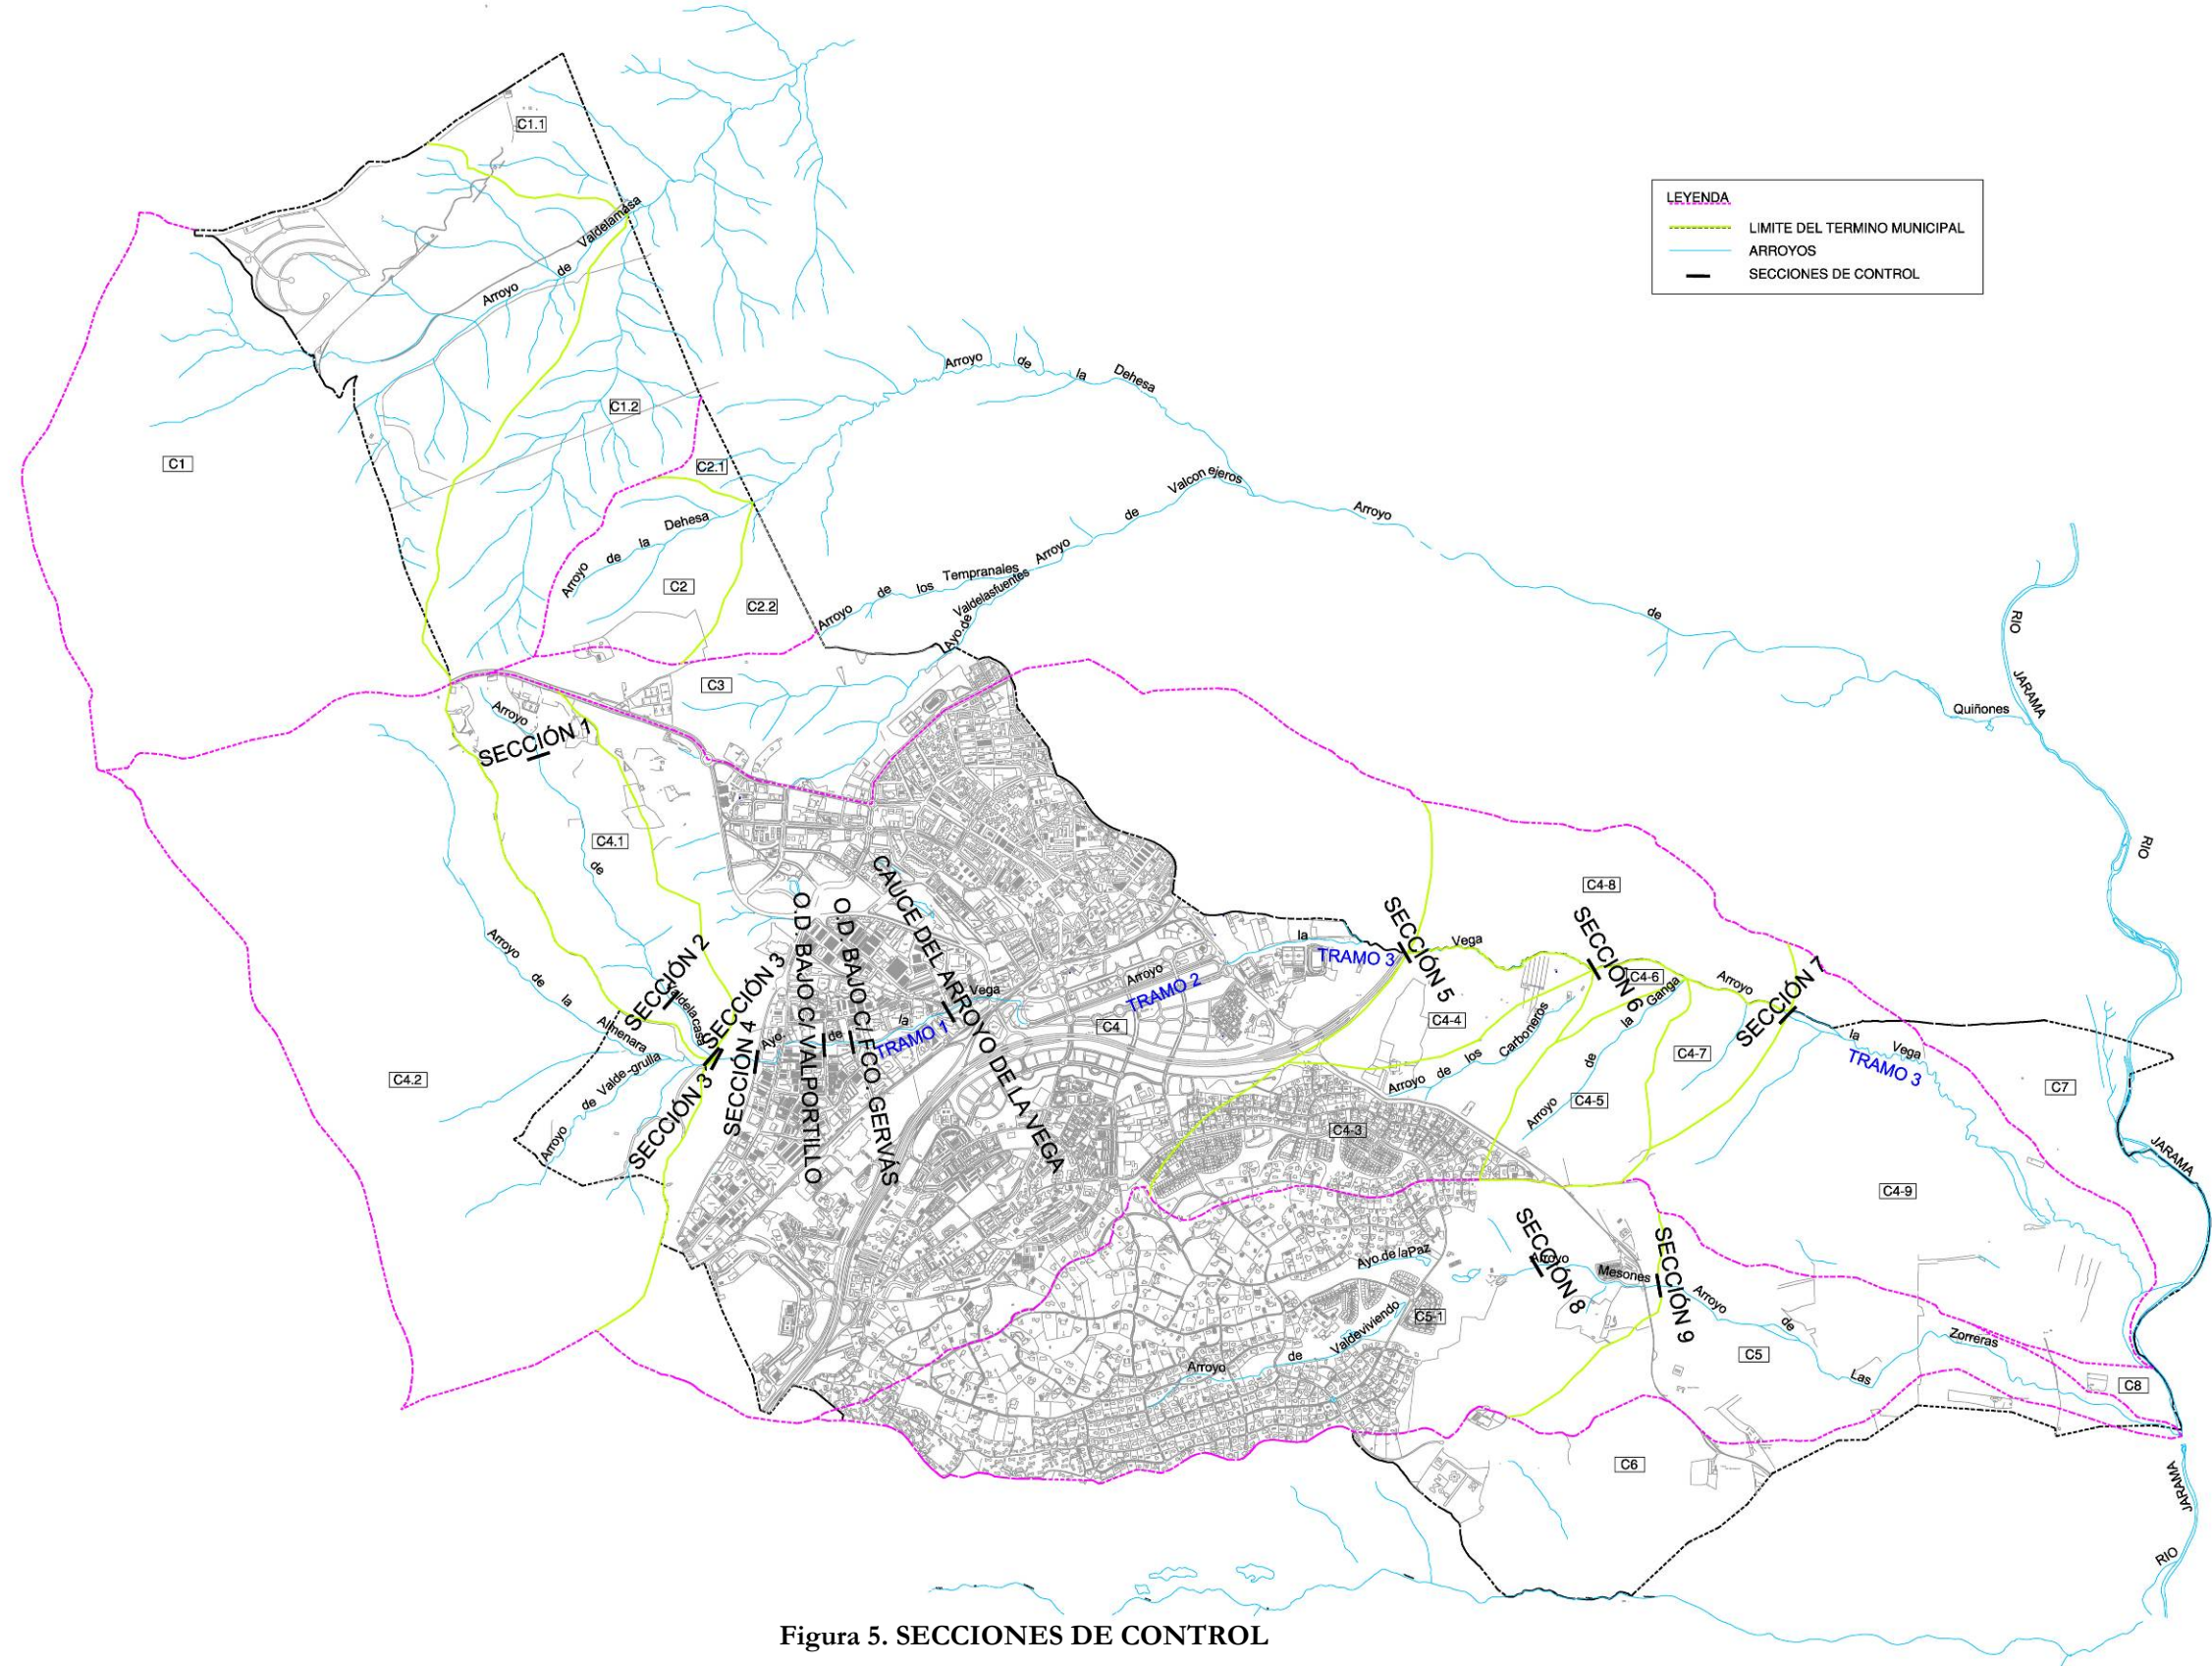 C1.1
Arroyo de Valdelamasa
LEYENDA
LIMITE DEL TERMINO MUNICIPAL
ARROYOS
SECCIONES DE CONTROL
Arroyo de la Dehesa
C1.2
C1
C2.1
Arroyo de Valconejeros
Arroyo de Quiñones
Arroyo de la Dehesa
C2
C2.2
Arroyo de los Tempranales
Ayo.de Valdelasfuentes
RIO JARAMA
C3
Arroyo de Valdelacasa
SECCIÓN 1
C4.1
RIO
C4-8
CAUCE DEL ARROYO DE LA VEGA
O.D. BAJO C/ VALPORTILLO
O.D. BAJO C/ FCO. GERVÁS
SECCIÓN 2
SECCIÓN 3
SECCIÓN 3
SECCIÓN 4
Arroyo de la Almenara
Arroyo de Valde-grulla
C4.2
Ayo. de la Vega
TRAMO 1
Arroyo la Vega
TRAMO 2
TRAMO 3
C4
SECCIÓN 5
SECCIÓN 6
SECCIÓN 7
C4-6
C4-4
C4-7
C4-5
C4-3
Arroyo de los Carboneros
Arroyo de la Ganga
Arroyo la Vega
TRAMO 3
C7
JARAMA
C4-9
Ayo.de laPaz
SECCIÓN 8
Arroyo
Mesones
SECCIÓN 9
Arroyo de Las Zorreras
C5-1
Arroyo de Valdeviviendo
C5
C8
C6
JARAMA
RIO
Figura 5. SECCIONES DE CONTROL